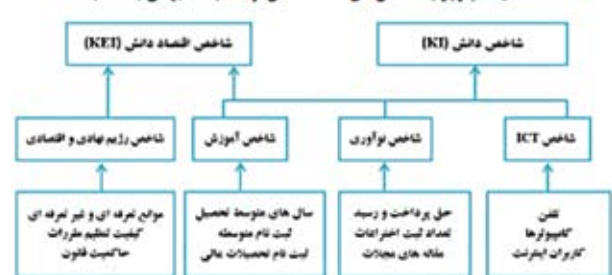 شاخص دانش (KI)
شاخص اقتصاد دانش (KEI)
شاخص ICT
شاخص نوآوری
شاخص آموزش
شاخص رژیم نهادی و اقتصادی
تلفن
کامپیوترها
کاربران اینترنت
حق پرداخت و رسید
تعداد ثبت اختراعات
مقاله های مجلات
سال های متوسط تحصیل
ثبت نام متوسطه
ثبت نام تحصیلات عالی
موانع تعرفه ای و غیر تعرفه ای
کیفیت تنظیم مقررات
حاکمیت قانون